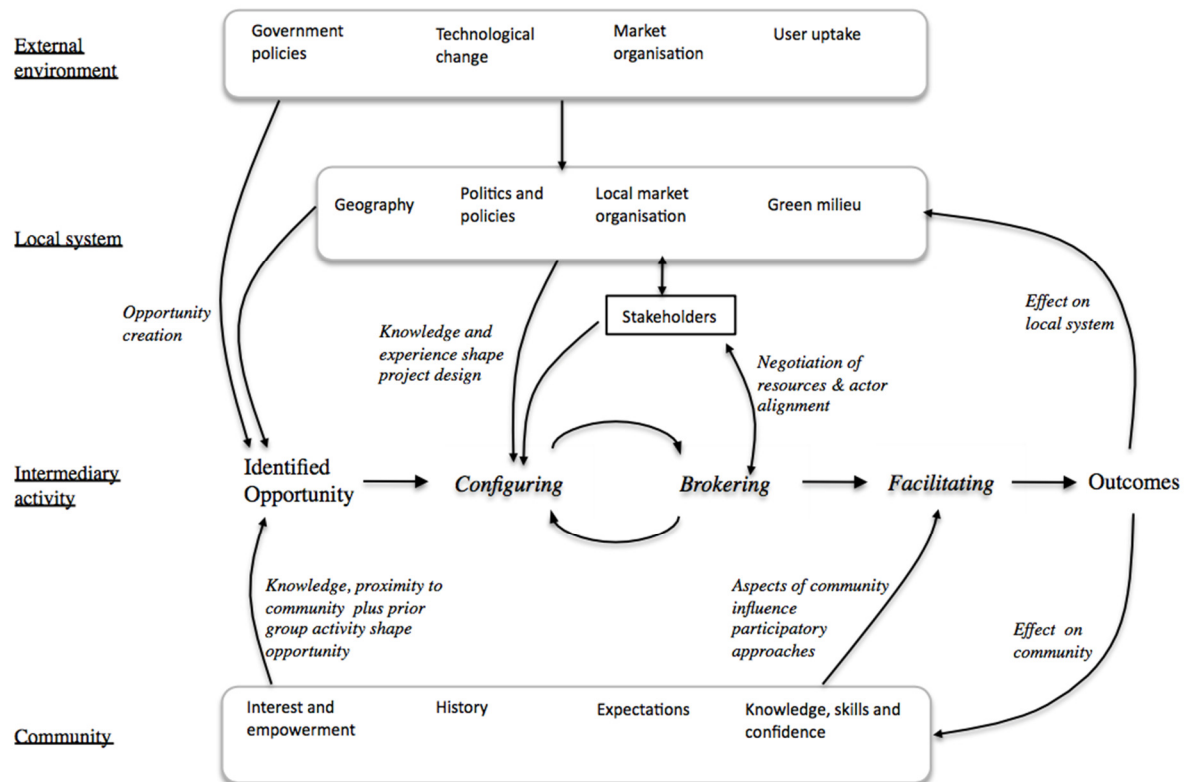 External
environment
Government
policies
Technological
change
Market
organisation
User uptake
Local system
Geography
Politics and
policies
Local market
organisation
Green milieu
Opportunity
creation
Knowledge and
experience shape
project design
Stakeholders
Negotiation of
resources & actor
alignment
Effect on
local system
Intermediary
activity
Identified
Opportunity
Configuring
Brokering
Facilitating
Outcomes
Knowledge, proximity to
community plus prior
group activity shape
opportunity
Aspects of community
influence
participatory
approaches
Effect on
community
Community
Interest and
empowerment
History
Expectations
Knowledge, skills and
confidence